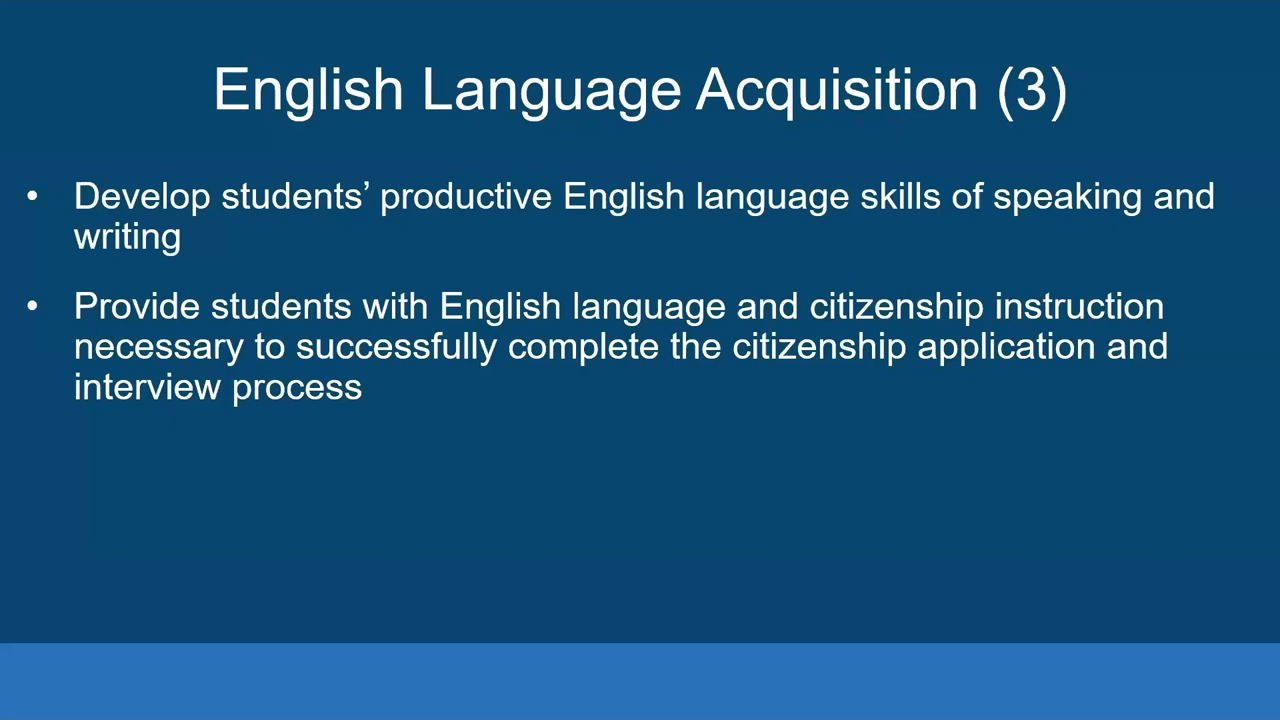 English Language Acquisition (3)
• Develop students’ productive English language skills of speaking and
writing
• Provide students with English language and citizenship instruction
necessary to successfully complete the citizenship application and
interview process